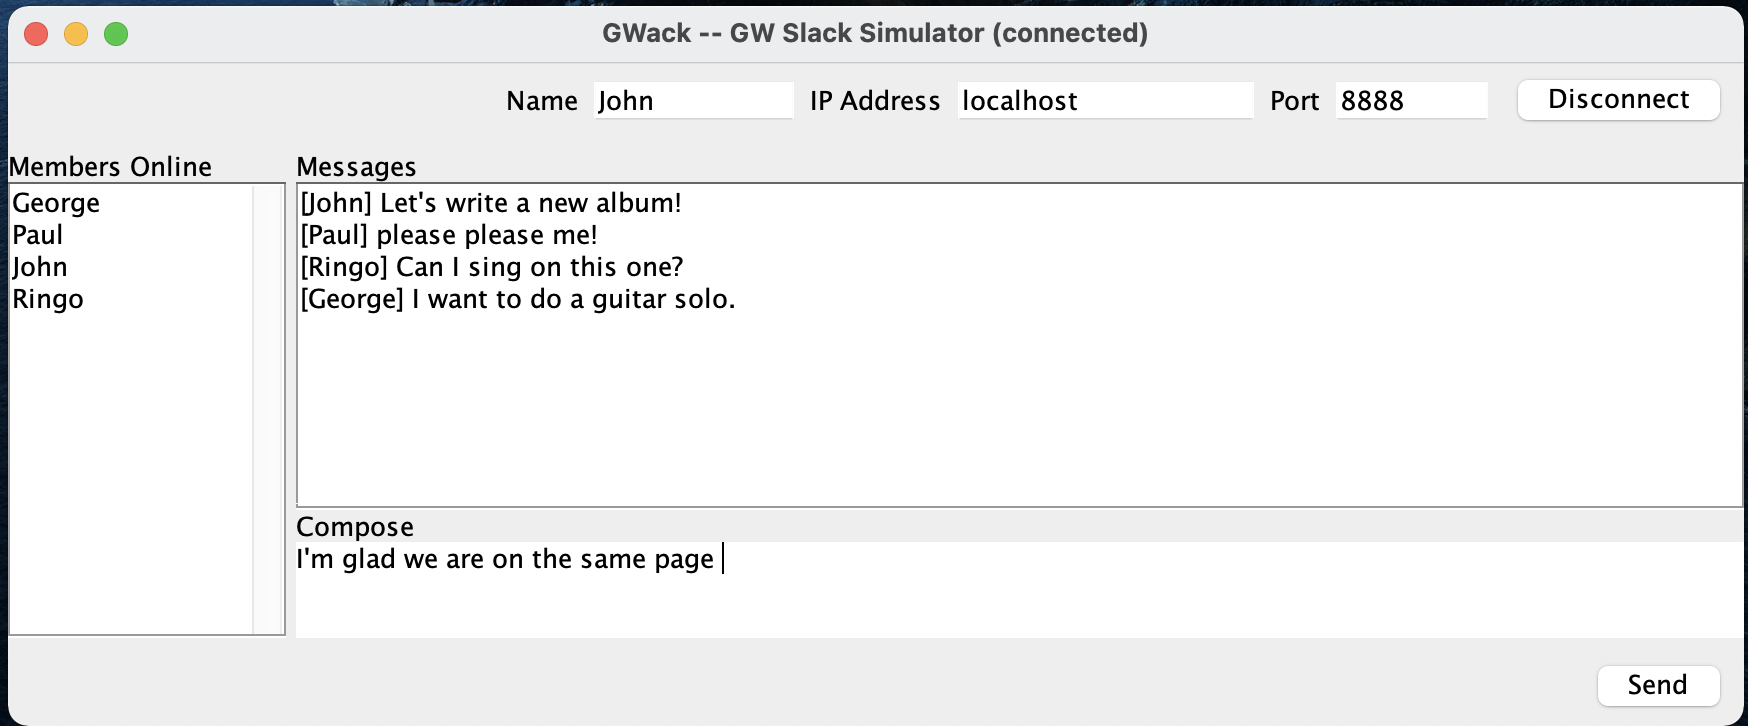 GWack -- GW Slack Simulator (connected)
Name John IP Address localhost Port 8888 Disconnect
Members Online
George
Paul
John
Ringo
Messages
[John] Let's write a new album!
[Paul] please please me!
[Ringo] Can I sing on this one?
[George] I want to do a guitar solo.
Compose
I'm glad we are on the same page
Send